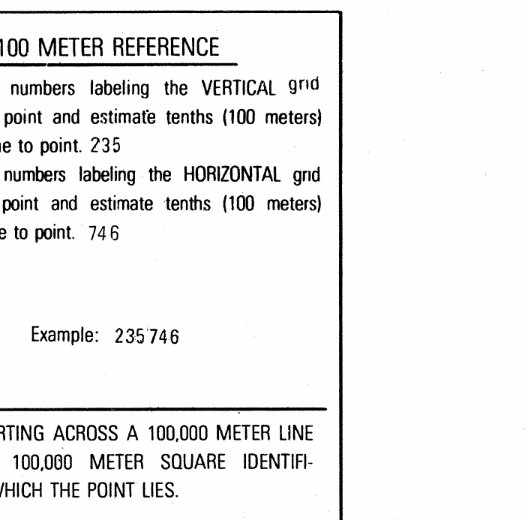 100 METER REFERENCE
numbers labeling the VERTICAL grid
point and estimate tenths (100 meters)
to point. 235
numbers labeling the HORIZONTAL grid
point and estimate tenths (100 meters)
to point. 746
Example: 235746
ACROSS A 100,000 METER LINE
100,000 METER SQUARE IDENTIFI-
THE POINT LIES.